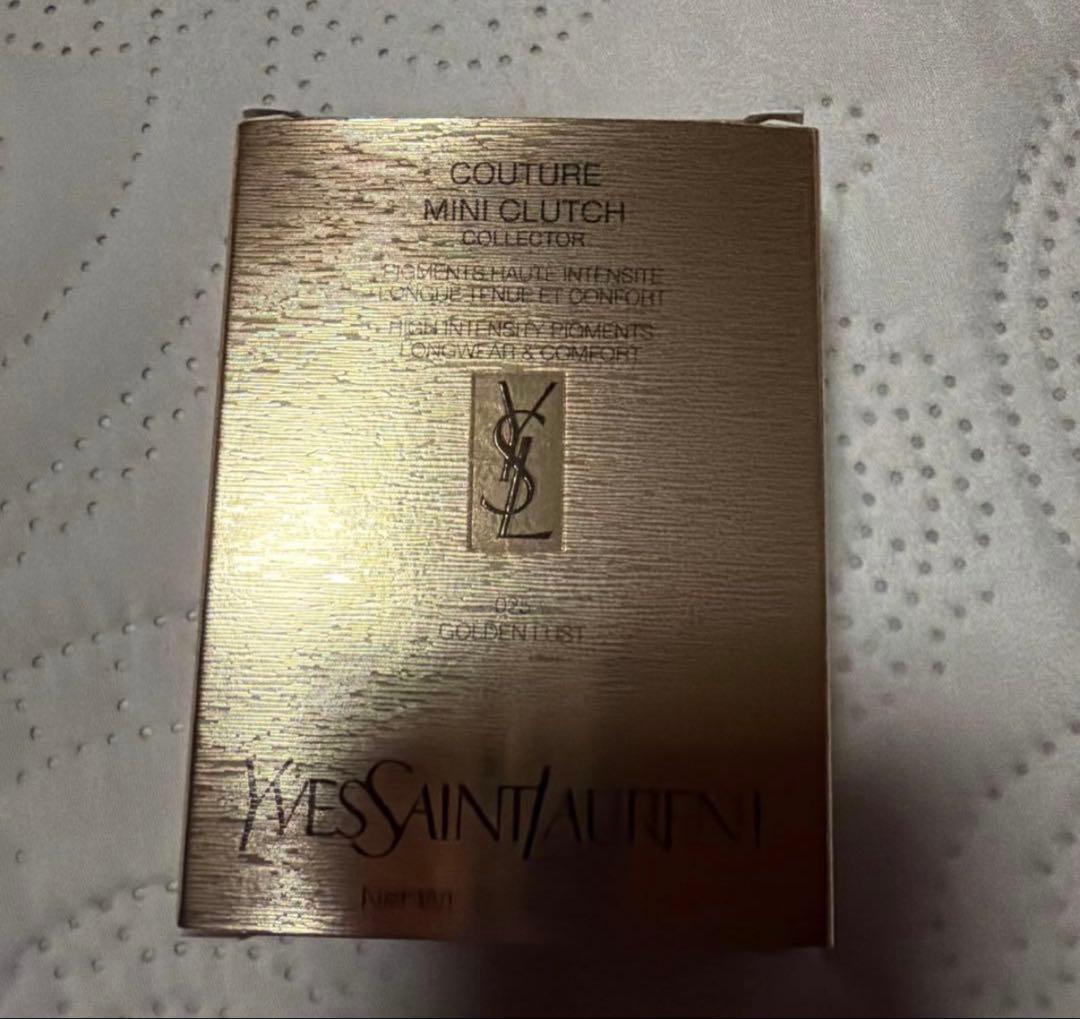 COUTURE
MINI CLUTCH
COLLECTOR
PIGMENTS HAUTE INTENSITÉ
LONGUE TENUE ET CONFORT
HIGH INTENSITY PIGMENTS
LONGWEAR & COMFORT
YSL
GOLDEN LUST
YVESSAINTLAURENT